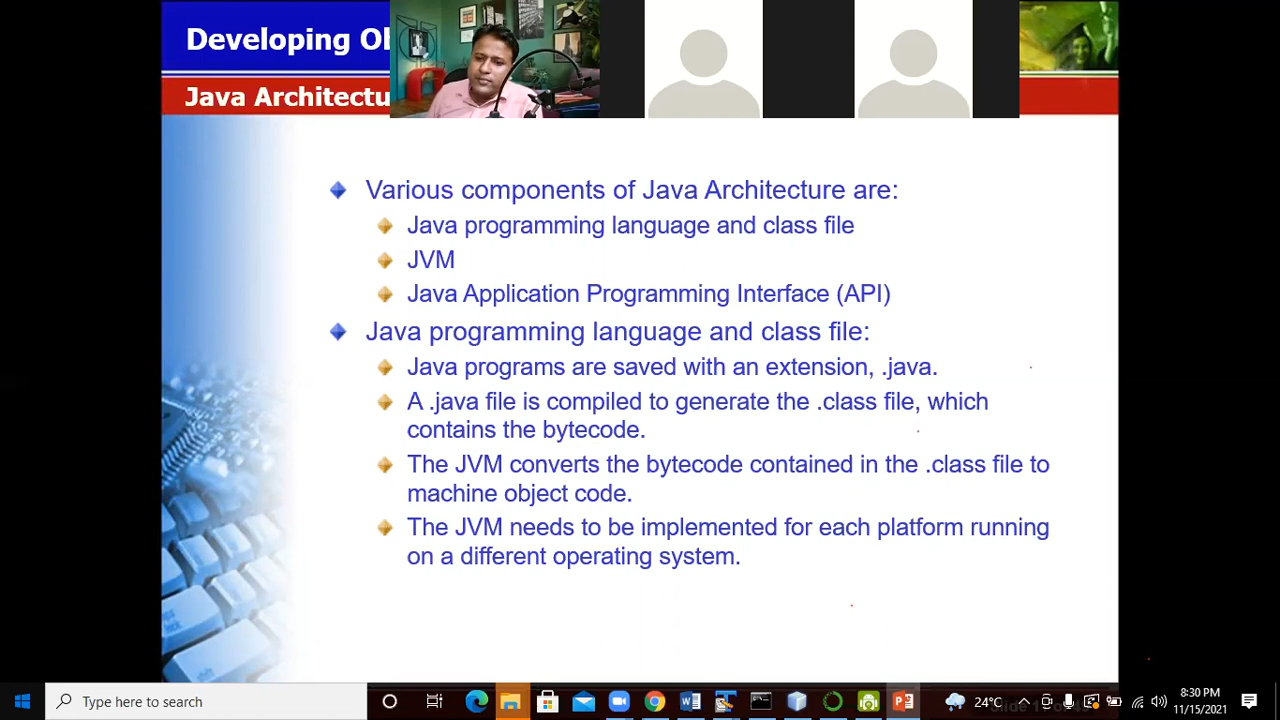 Developing Ob
Java Architectu
Various components of Java Architecture are:
Java programming language and class file
JVM
Java Application Programming Interface (API)
Java programming language and class file:
Java programs are saved with an extension, .java.
A .java file is compiled to generate the .class file, which
contains the bytecode.
The JVM converts the bytecode contained in the .class file to
machine object code.
The JVM needs to be implemented for each platform running
on a different operating system.
Type here to search
24°C
8:30 PM
11/15/2021